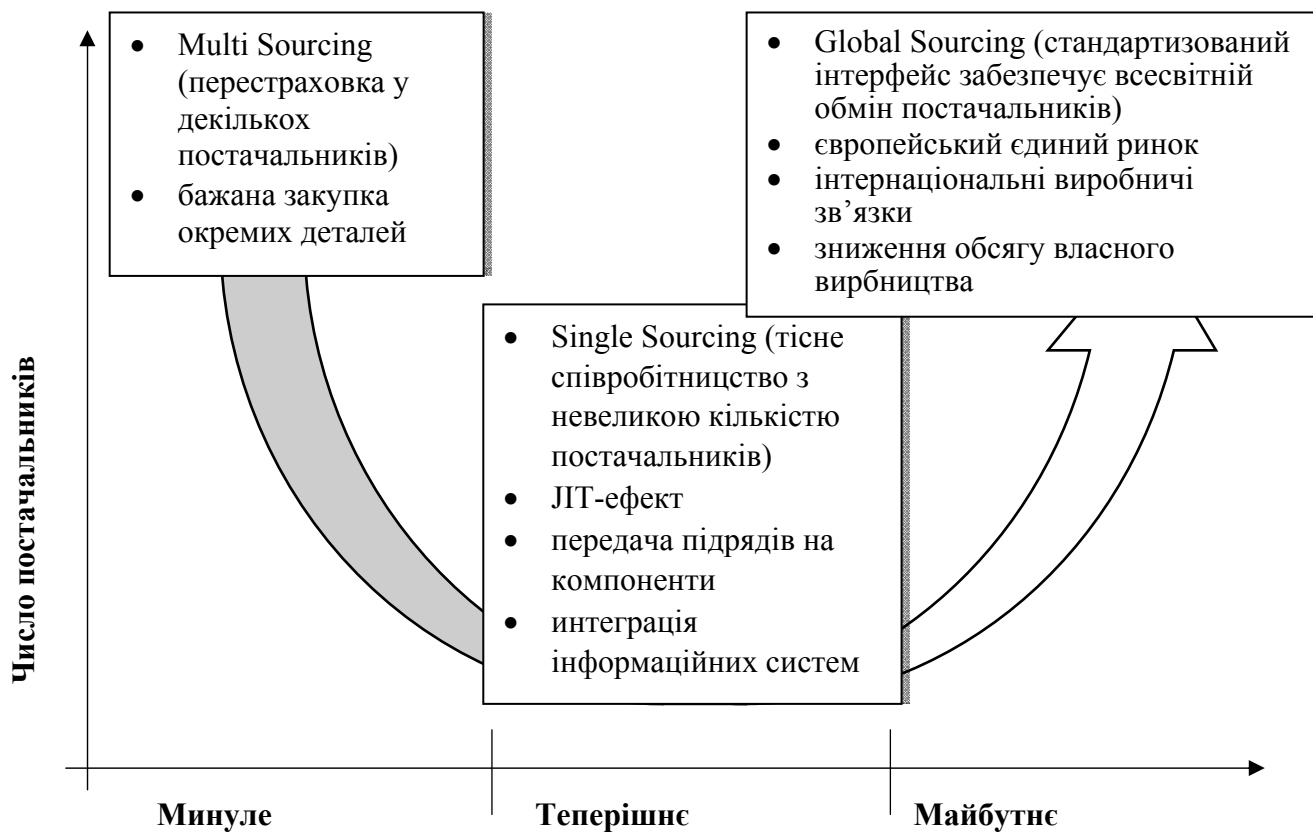 • Multi Sourcing
(перестраховка у
декількох
постачальників)
• бажана закупка
окремих деталей
• Global Sourcing (стандартизований
інтерфейс забезпечує всесвітній
обмін постачальників)
• європейський єдиний ринок
• інтернаціональні виробничі
зв’язки
• зниження обсягу власного
вирбництва
• Single Sourcing (тісне
співробітницство з
невеликою кількістю
постачальників)
• JIT-ефект
• передача підрядів на
компоненти
• интеграція
інформаційних систем
Число постачальників
Минуле
Теперішнє
Майбутнє